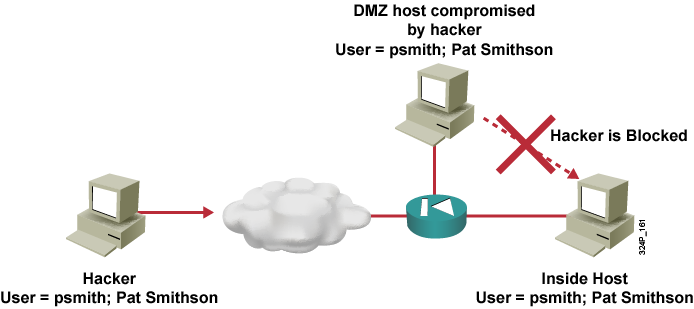 DMZ host compromised
by hacker
User = psmith; Pat Smithson
Hacker is Blocked
324P_161
Hacker
User = psmith; Pat Smithson
Inside Host
User = psmith; Pat Smithson